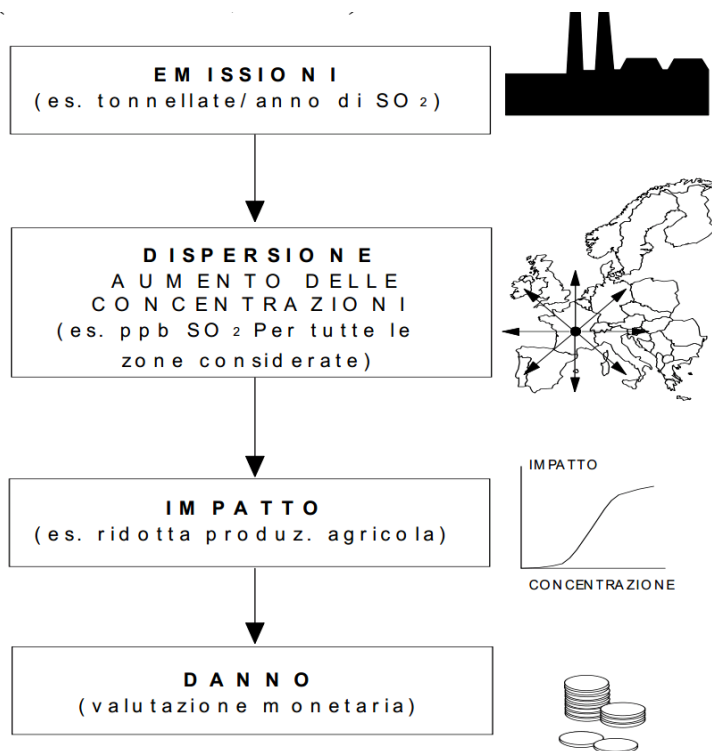 EMISSIONI
(es. tonnellate/anno di SO2)
DISPERSIONE
AUMENTO DELLE
CONCENTRAZIONI
(es. ppb SO2 Per tutte le
zone considerate)
IMPATTO
(es. ridotta produz. agricola)
IMPATTO
CONCENTRAZIONE
DANNO
(valutazione monetaria)